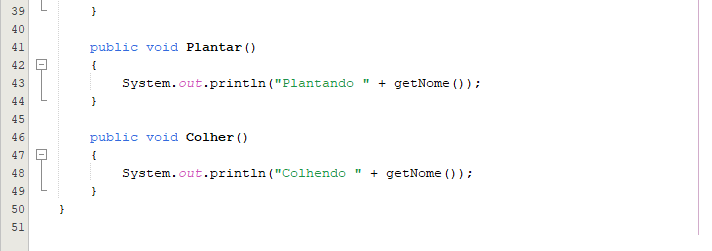 39 }
40
41 public void Plantar()
42 {
43 System.out.println("Plantando " + getNome());
44 }
45
46 public void Colher()
47 {
48 System.out.println("Colhendo " + getNome());
49 }
50 }
51